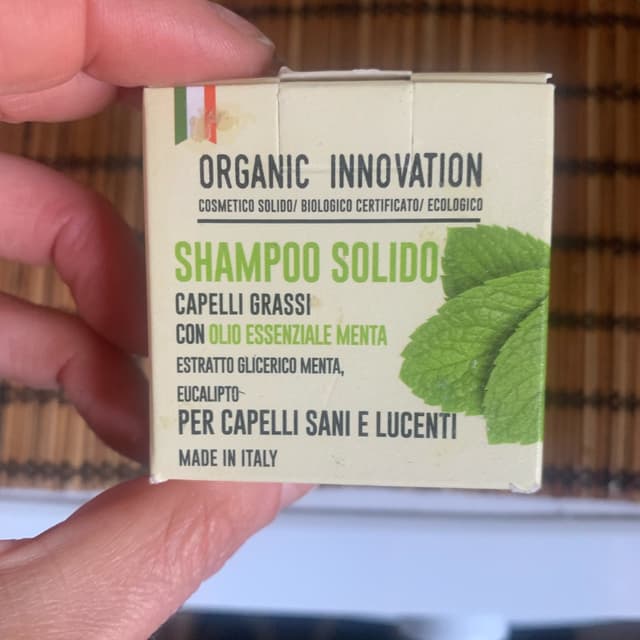 ORGANIC INNOVATION
COSMETICO SOLIDO/ BIOLOGICO CERTIFICATO/ ECOLOGICO
SHAMPOO SOLIDO
CAPELLI GRASSI
CON OLIO ESSENZIALE MENTA
ESTRATTO GLICERICO MENTA,
EUCALIPTO
PER CAPELLI SANI E LUCENTI
MADE IN ITALY